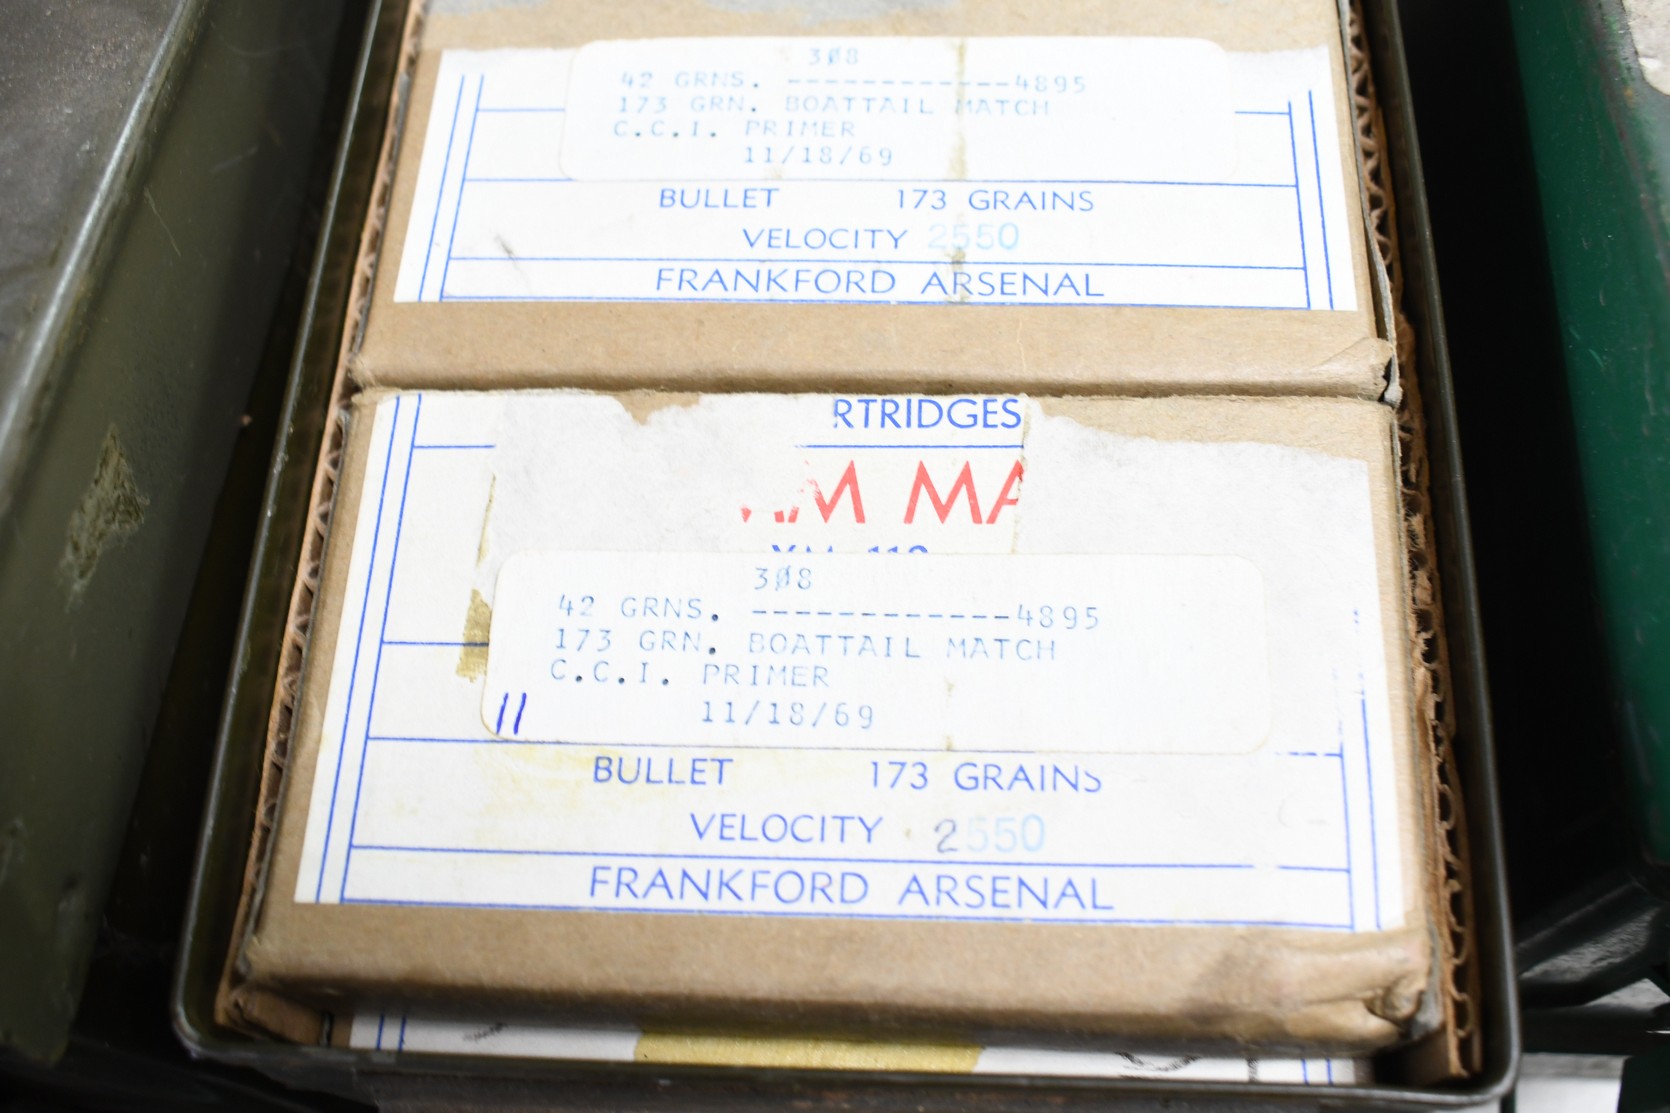 3Ø8
42 GRNS. ------------4895
173 GRN. BOATTAIL MATCH
C.C.I. PRIMER
11/18/69
BULLET 173 GRAINS
VELOCITY 2550
FRANKFORD ARSENAL
RTRIDGES
M MA
3Ø8
42 GRNS. ------------4895
173 GRN. BOATTAIL MATCH
C.C.I. PRIMER
11
11/18/69
BULLET 173 GRAINS
VELOCITY 2550
FRANKFORD ARSENAL